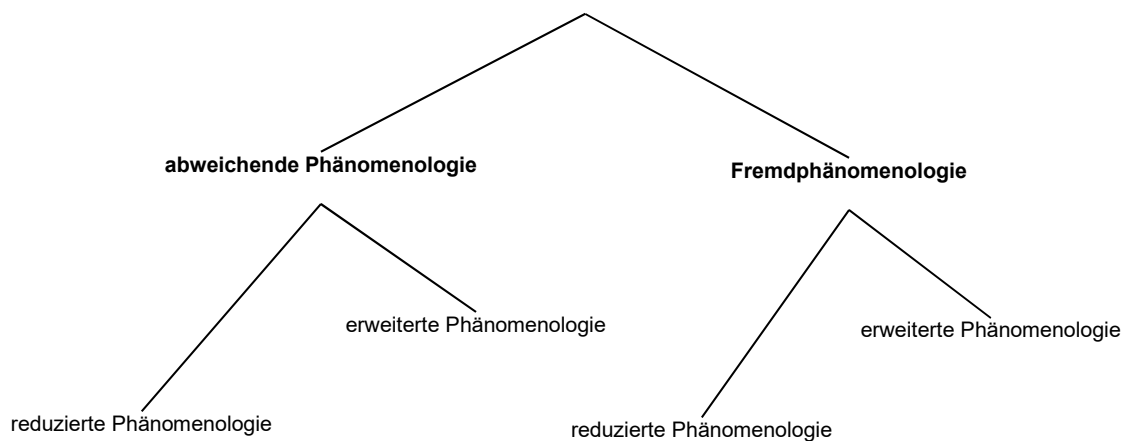 abweichende Phänomenologie
Fremdphänomenologie
erweiterte Phänomenologie
erweiterte Phänomenologie
reduzierte Phänomenologie
reduzierte Phänomenologie